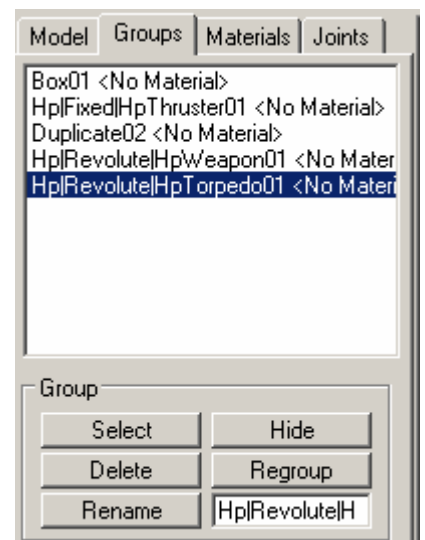 Model Groups Materials Joints
Box01 <No Material>
Hp|Fixed|HpThruster01 <No Material>
Duplicate02 <No Material>
Hp|Revolute|HpWeapon01 <No Mater
Hp|Revolute|HpTorpedo01 <No Materi
Group
Select Hide
Delete Regroup
Rename Hp|Revolute|H